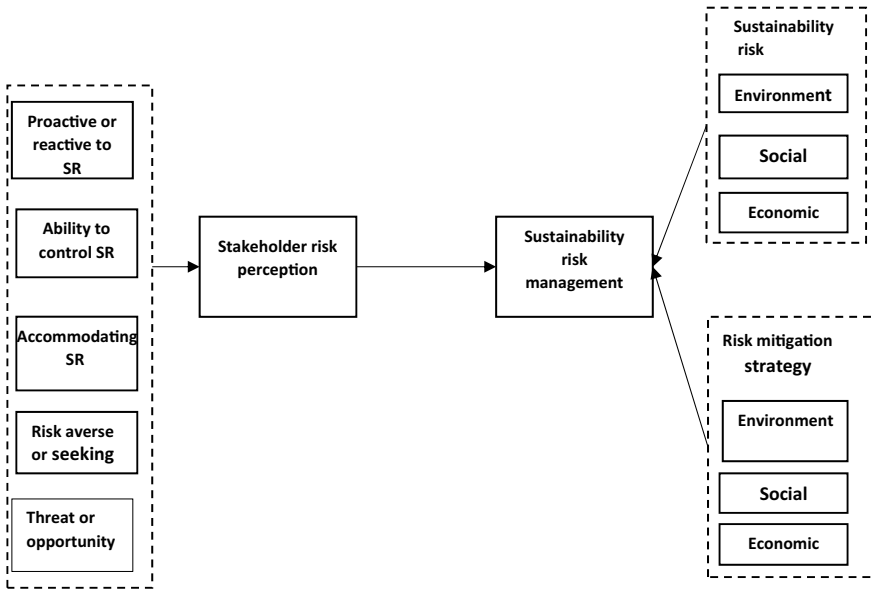 Proactive or
reactive to
SR
Ability to
control SR
Accommodating
SR
Risk averse
or seeking
Threat or
opportunity
Stakeholder risk
perception
Sustainability
risk
management
Sustainability
risk
Environment
Social
Economic
Risk mitigation
strategy
Environment
Social
Economic